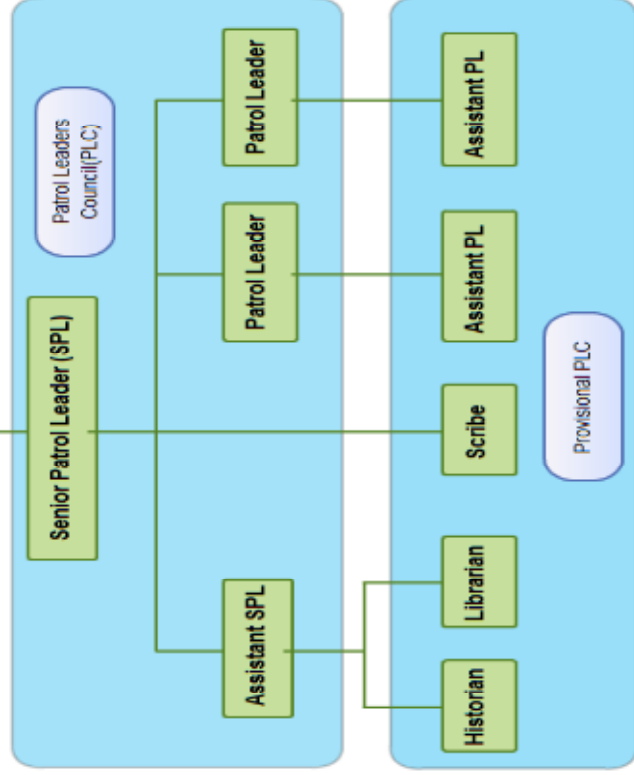 Patrol Leaders
Council(PLC)
Senior Patrol Leader (SPL)
Assistant SPL
Patrol Leader
Patrol Leader
Historian
Librarian
Scribe
Assistant PL
Assistant PL
Provisional PLC